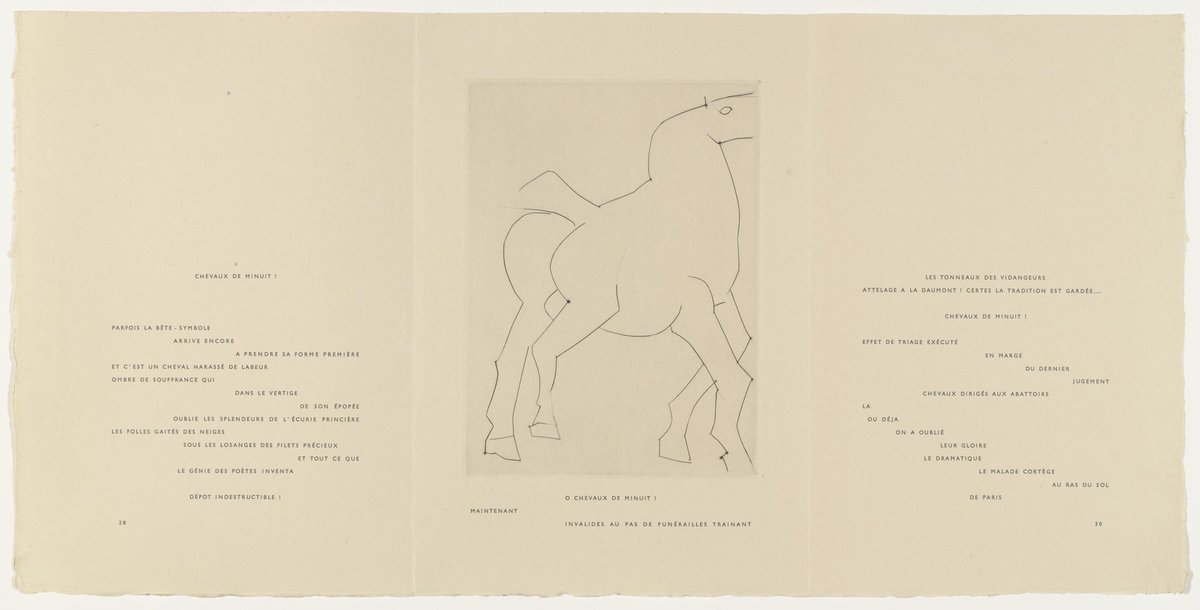 CHEVAUX DE MINUIT !
PARFOIS LA BÊTE - SYMBOLE
ARRIVE ENCORE
A PRENDRE SA FORME PREMIÈRE
ET C'EST UN CHEVAL HARASSÉ DE LABEUR
OMBRE DE SOUFFRANCE QUI
DANS LE VERTIGE
DE SON ÉPOPÉE
OUBLIE LES SPLENDEURS DE L'ÉCURIE PRINCIÈRE
LES FOLLES GAITÉS DES NEIGES
SOUS LES LOSANGES DES FILETS PRÉCIEUX
ET TOUT CE QUE
LE GÉNIE DES POÈTES INVENTA
DÉPOT INDESTRUCTIBLE !
28
O CHEVAUX DE MINUIT !
MAINTENANT
INVALIDES AU PAS DE FUNÉRAILLES TRAINANT
LES TONNEAUX DES VIDANGEURS
ATTELAGE A LA DAUMONT ! CERTES LA TRADITION EST GARDÉE...
CHEVAUX DE MINUIT !
EFFET DE TRIAGE EXÉCUTÉ
EN MARGE
DU DERNIER
JUGEMENT
CHEVAUX DIRIGÉS AUX ABATTOIRS
LA
OU DÉJA
ON A OUBLIÉ
LEUR GLOIRE
LE DRAMATIQUE
LE MALADE CORTÈGE
AU RAS DU SOL
DE PARIS
30